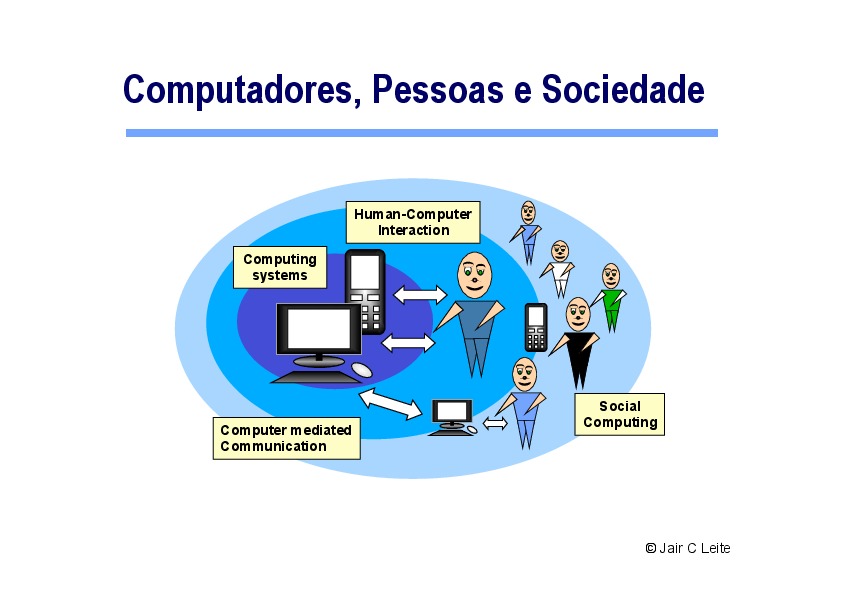 Computadores, Pessoas e Sociedade
Human-Computer
Interaction
Computing
systems
Social
Computing
Computer mediated
Communication
© Jair C Leite